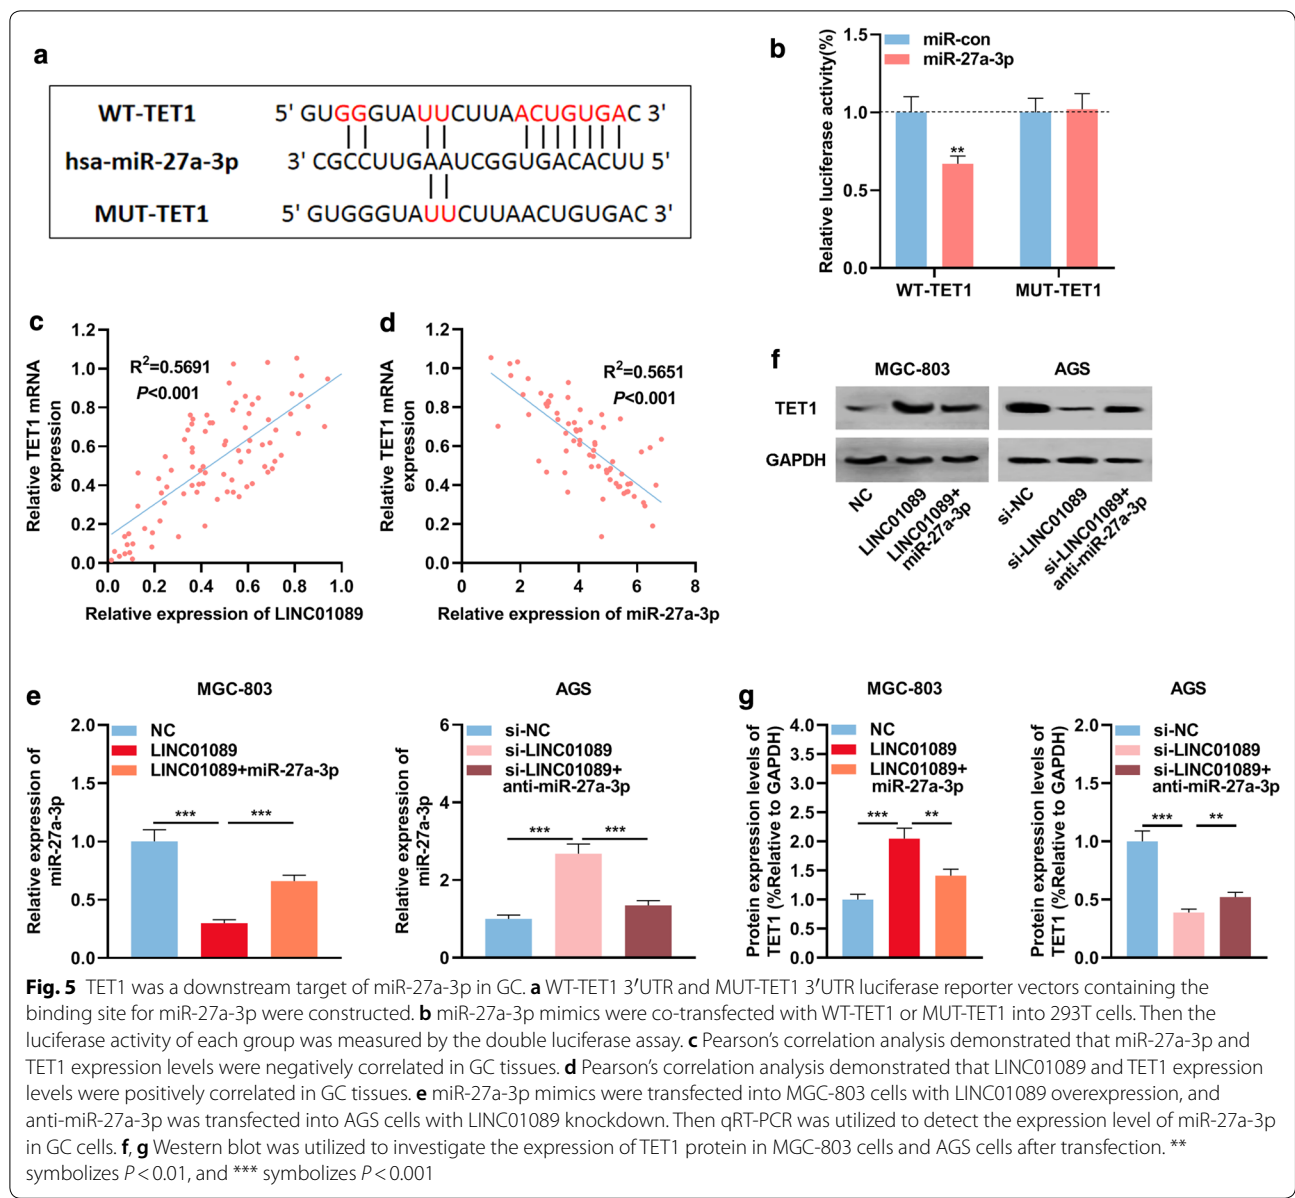 a
WT-TET1 5' GUGGGUAUUCUUAACUGUGAC 3'
hsa-miR-27a-3p 3' CGCCUUGAAUCGGUGACACUU 5'
MUT-TET1 5' GUGGGUAUUCUUAACUGUGAC 3'
b
Relative luciferase activity(%)
1.5
1.0
0.5
0.0
miR-con
miR-27a-3p
**
WT-TET1 MUT-TET1
c
Relative TET1 mRNA
expression
1.2
1.0
0.8
0.6
0.4
0.2
0.0
R²=0.5691
P<0.001
0.0 0.2 0.4 0.6 0.8 1.0
Relative expression of LINC01089
d
Relative TET1 mRNA
expression
1.2
1.0
0.8
0.6
0.4
0.2
0.0
R²=0.5651
P<0.001
0 2 4 6 8
Relative expression of miR-27a-3p
f
MGC-803 AGS
TET1
GAPDH
NC
LINC01089
LINC01089+
miR-27a-3p
si-NC
si-LINC01089
si-LINC01089+
anti-miR-27a-3p
e
MGC-803
Relative expression of
miR-27a-3p
2.0
1.5
1.0
0.5
0.0
NC
LINC01089
LINC01089+miR-27a-3p
*** ***
AGS
Relative expression of
miR-27a-3p
6
4
2
0
si-NC
si-LINC01089
si-LINC01089+
anti-miR-27a-3p
*** ***
g
MGC-803
Protein expression levels of
TET1 (%Relative to GAPDH)
4.0
3.5
3.0
2.5
2.0
1.5
1.0
0.5
0.0
NC
LINC01089
LINC01089+
miR-27a-3p
*** **
AGS
Protein expression levels of
TET1 (%Relative to GAPDH)
2.0
1.5
1.0
0.5
0.0
si-NC
si-LINC01089
si-LINC01089+
anti-miR-27a-3p
*** **
Fig. 5 TET1 was a downstream target of miR-27a-3p in GC. a WT-TET1 3′UTR and MUT-TET1 3′UTR luciferase reporter vectors containing the
binding site for miR-27a-3p were constructed. b miR-27a-3p mimics were co-transfected with WT-TET1 or MUT-TET1 into 293T cells. Then the
luciferase activity of each group was measured by the double luciferase assay. c Pearson's correlation analysis demonstrated that miR-27a-3p and
TET1 expression levels were negatively correlated in GC tissues. d Pearson's correlation analysis demonstrated that LINC01089 and TET1 expression
levels were positively correlated in GC tissues. e miR-27a-3p mimics were transfected into MGC-803 cells with LINC01089 overexpression, and
anti-miR-27a-3p was transfected into AGS cells with LINC01089 knockdown. Then qRT-PCR was utilized to detect the expression level of miR-27a-3p
in GC cells. f, g Western blot was utilized to investigate the expression of TET1 protein in MGC-803 cells and AGS cells after transfection. **
symbolizes P < 0.01, and *** symbolizes P < 0.001